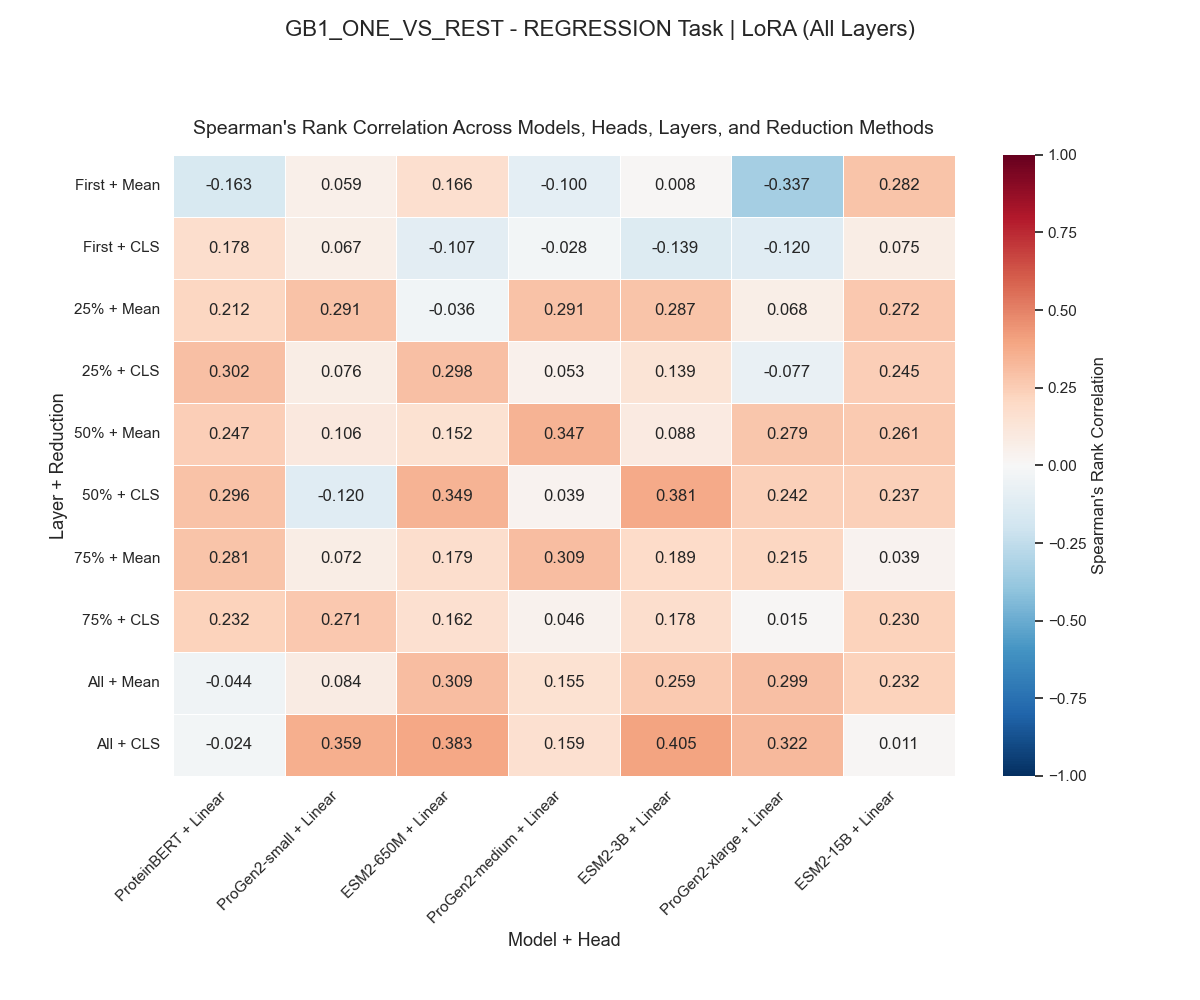 GB1_ONE_VS_REST - REGRESSION Task | LoRA (All Layers)
Spearman's Rank Correlation Across Models, Heads, Layers, and Reduction Methods
Layer + Reduction
First + Mean -0.163 0.059 0.166 -0.100 0.008 -0.337 0.282
First + CLS 0.178 0.067 -0.107 -0.028 -0.139 -0.120 0.075
25% + Mean 0.212 0.291 -0.036 0.291 0.287 0.068 0.272
25% + CLS 0.302 0.076 0.298 0.053 0.139 -0.077 0.245
50% + Mean 0.247 0.106 0.152 0.347 0.088 0.279 0.261
50% + CLS 0.296 -0.120 0.349 0.039 0.381 0.242 0.237
75% + Mean 0.281 0.072 0.179 0.309 0.189 0.215 0.039
75% + CLS 0.232 0.271 0.162 0.046 0.178 0.015 0.230
All + Mean -0.044 0.084 0.309 0.155 0.259 0.299 0.232
All + CLS -0.024 0.359 0.383 0.159 0.405 0.322 0.011
ProteinBERT + Linear
ProGen2-small + Linear
ESM2-650M + Linear
ProGen2-medium + Linear
ESM2-3B + Linear
ProGen2-xlarge + Linear
ESM2-15B + Linear
Model + Head
1.00
0.75
0.50
0.25
0.00
−0.25
−0.50
−0.75
−1.00
Spearman's Rank Correlation